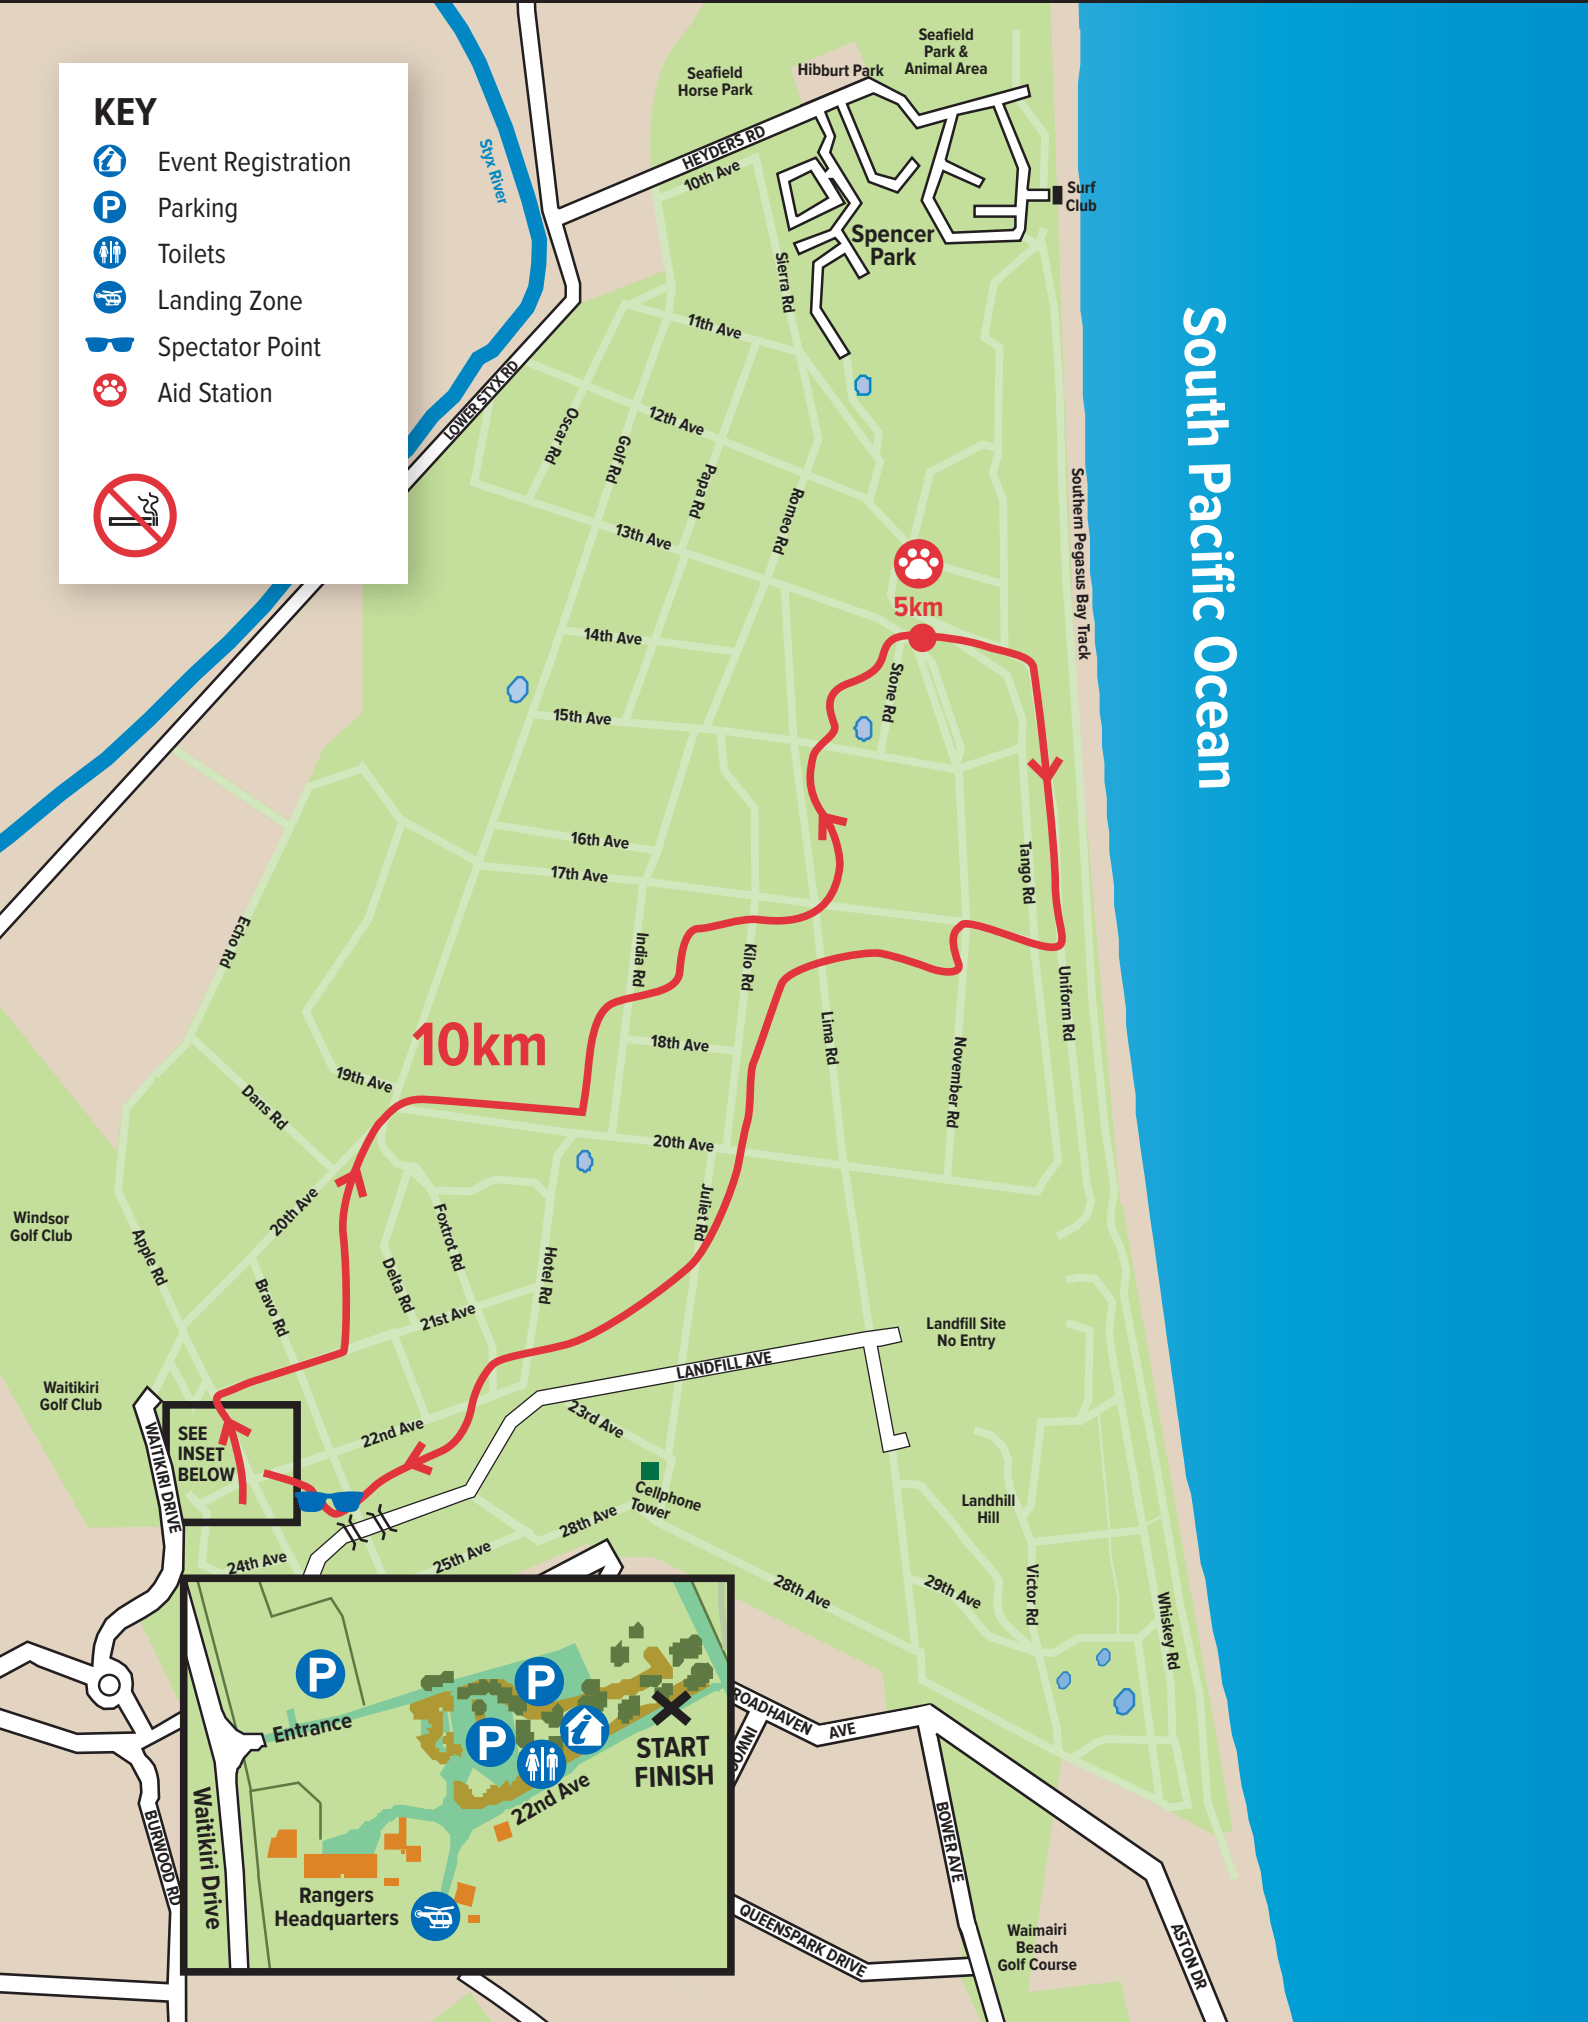 KEY
Event Registration
Parking
Toilets
Landing Zone
Spectator Point
Aid Station
Styx River
Seafield
Horse Park
Hibburt Park
Seafield
Park &
Animal Area
HEYDERS RD
10th Ave
Surf
Club
Spencer
Park
Sierra Rd
11th Ave
LOWER STYX RD
Oscar Rd
Golf Rd
12th Ave
Papa Rd
Romeo Rd
13th Ave
Southern Pegasus Bay Track
South Pacific Ocean
5km
14th Ave
Stone Rd
15th Ave
16th Ave
17th Ave
Tango Rd
Echo Rd
India Rd
Kilo Rd
Lima Rd
Uniform Rd
10km
18th Ave
November Rd
19th Ave
Dans Rd
20th Ave
20th Ave
Juliet Rd
Windsor
Golf Club
Apple Rd
Bravo Rd
Delta Rd
Foxtrot Rd
Hotel Rd
21st Ave
Landfill Site
No Entry
LANDFILL AVE
Waitikiri
Golf Club
WAITIKIRI DRIVE
SEE
INSET
BELOW
22nd Ave
23rd Ave
Cellphone
Tower
28th Ave
25th Ave
24th Ave
Landhill
Hill
28th Ave
29th Ave
Victor Rd
Whiskey Rd
P
P
P
i
Entrance
START
FINISH
22nd Ave
Waitikiri Drive
Rangers
Headquarters
BURWOOD RD
ROADHAVEN AVE
BOWER AVE
QUEENSPARK DRIVE
Waimairi
Beach
Golf Course
ASTON DR